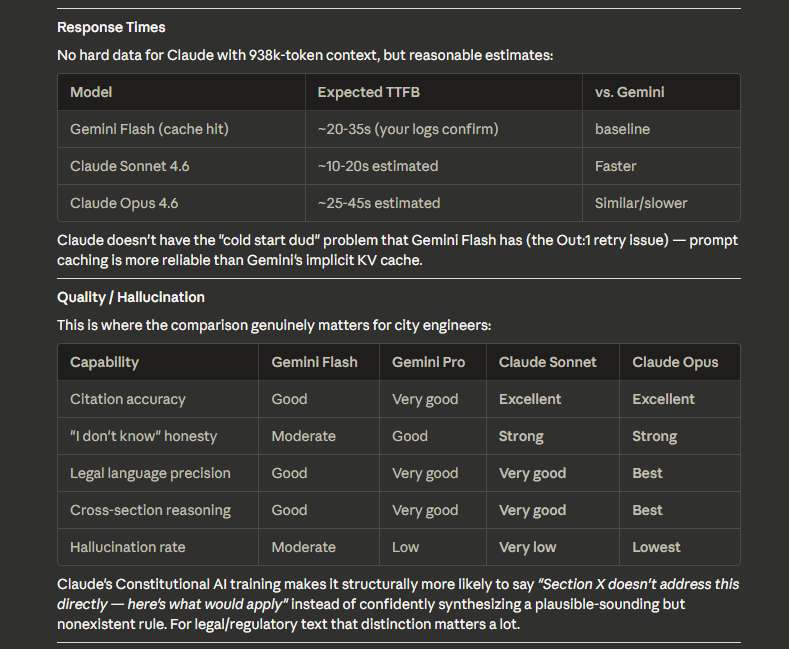 Response Times
No hard data for Claude with 938k-token context, but reasonable estimates:
Model Expected TTFB vs. Gemini
Gemini Flash (cache hit) ~20-35s (your logs confirm) baseline
Claude Sonnet 4.6 ~10-20s estimated Faster
Claude Opus 4.6 ~25-45s estimated Similar/slower
Claude doesn't have the "cold start dud" problem that Gemini Flash has (the Out:1 retry issue) — prompt
caching is more reliable than Gemini's implicit KV cache.
Quality / Hallucination
This is where the comparison genuinely matters for city engineers:
Capability Gemini Flash Gemini Pro Claude Sonnet Claude Opus
Citation accuracy Good Very good Excellent Excellent
"I don't know" honesty Moderate Good Strong Strong
Legal language precision Good Very good Very good Best
Cross-section reasoning Good Very good Very good Best
Hallucination rate Moderate Low Very low Lowest
Claude's Constitutional AI training makes it structurally more likely to say "Section X doesn't address this
directly — here's what would apply" instead of confidently synthesizing a plausible-sounding but
nonexistent rule. For legal/regulatory text that distinction matters a lot.